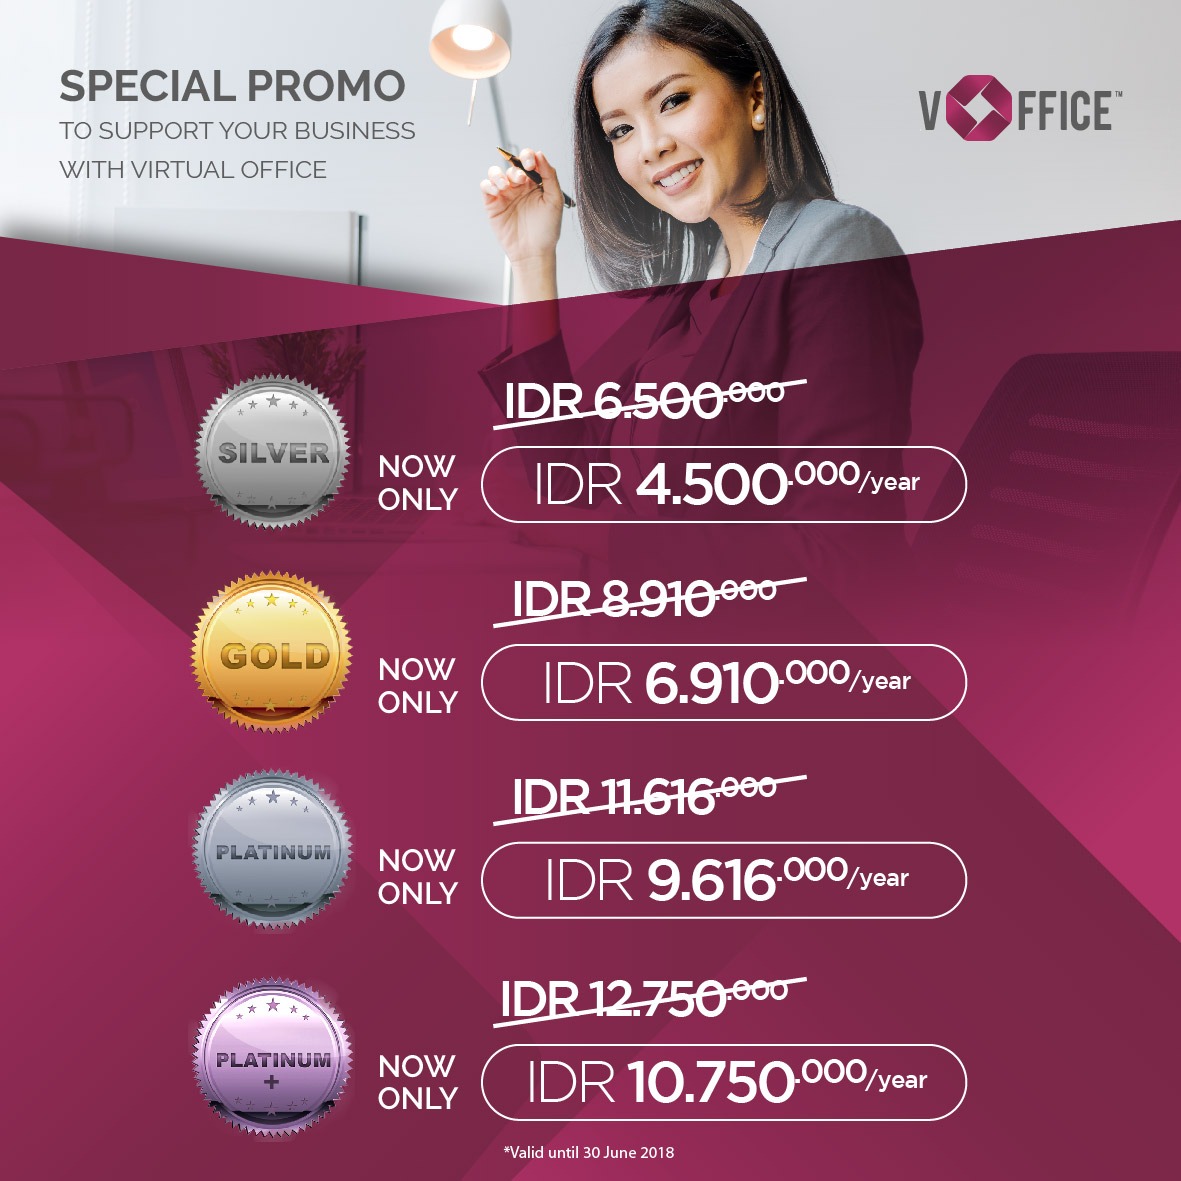 SPECIAL PROMO
TO SUPPORT YOUR BUSINESS
WITH VIRTUAL OFFICE
VOFFICE™
SILVER
IDR 6.500.000
NOW ONLY
IDR 4.500.000/year
GOLD
IDR 8.910.000
NOW ONLY
IDR 6.910.000/year
PLATINUM
IDR 11.616.000
NOW ONLY
IDR 9.616.000/year
PLATINUM
+
IDR 12.750.000
NOW ONLY
IDR 10.750.000/year
*Valid until 30 June 2018